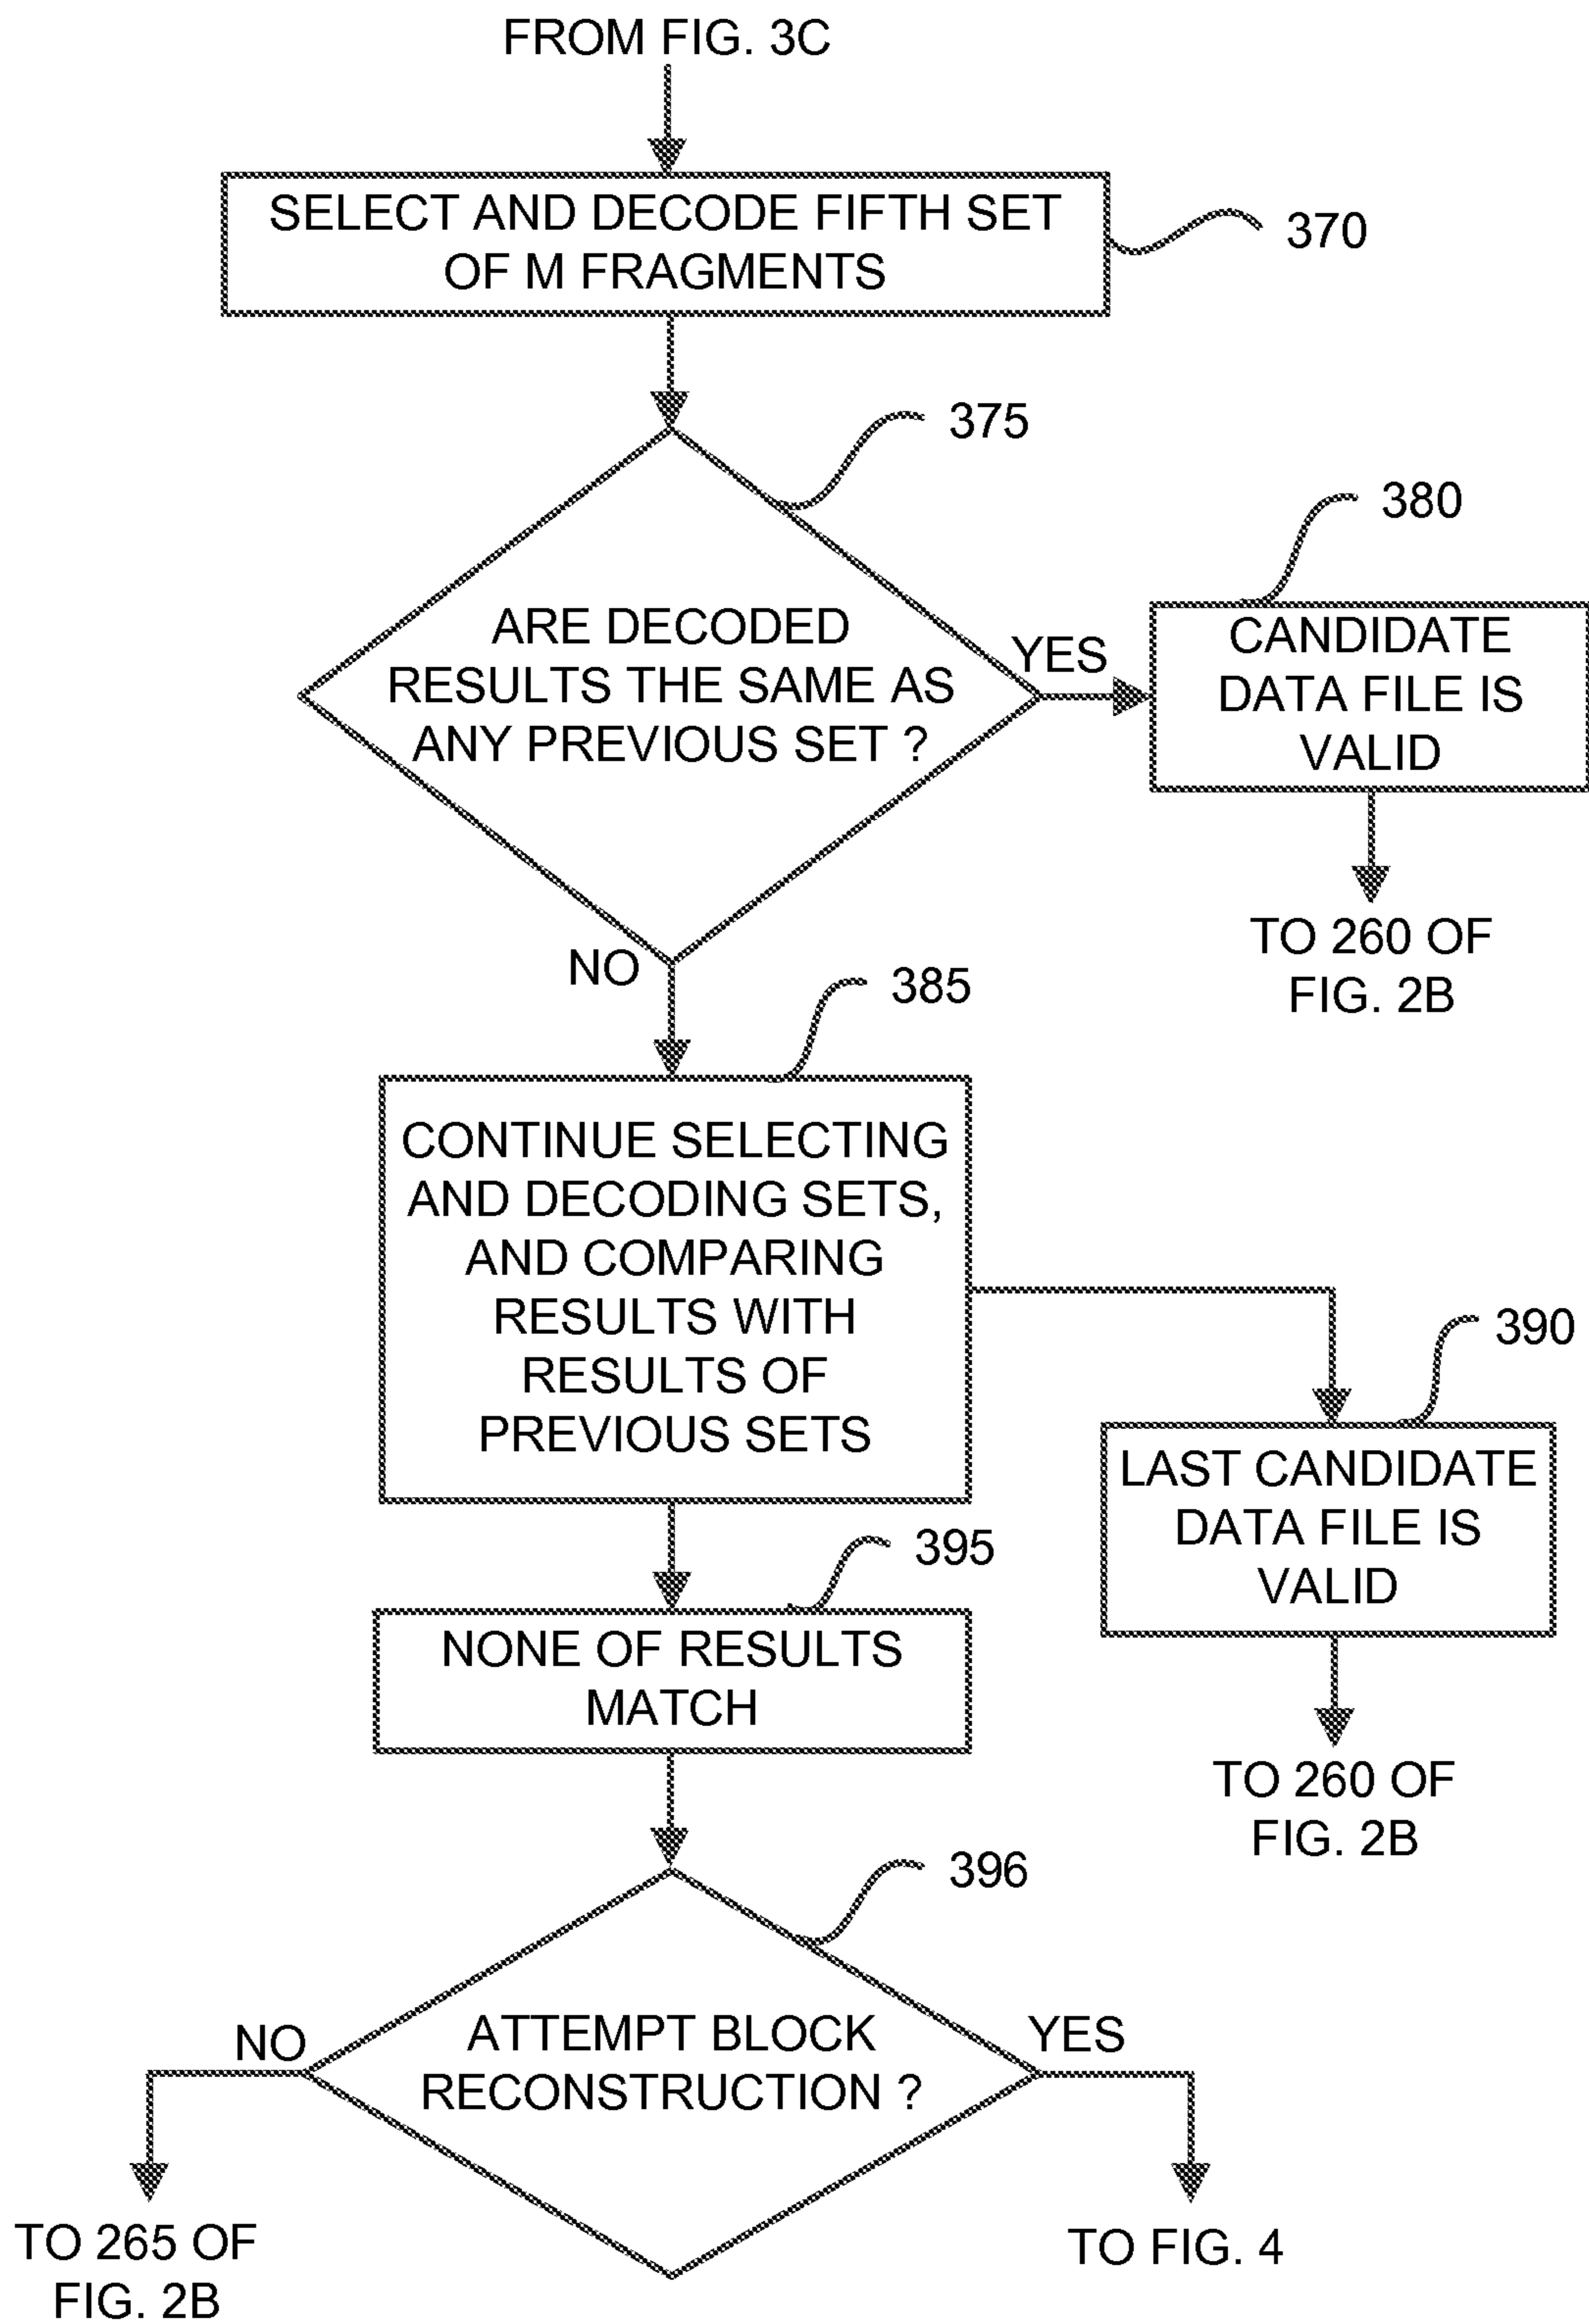 FROM FIG. 3C
SELECT AND DECODE FIFTH SET
OF M FRAGMENTS
370
375
ARE DECODED
RESULTS THE SAME AS
ANY PREVIOUS SET ?
YES
380
CANDIDATE
DATA FILE IS
VALID
TO 260 OF
FIG. 2B
NO
385
CONTINUE SELECTING
AND DECODING SETS,
AND COMPARING
RESULTS WITH
RESULTS OF
PREVIOUS SETS
390
LAST CANDIDATE
DATA FILE IS
VALID
TO 260 OF
FIG. 2B
395
NONE OF RESULTS
MATCH
396
ATTEMPT BLOCK
RECONSTRUCTION ?
NO
YES
TO 265 OF
FIG. 2B
TO FIG. 4